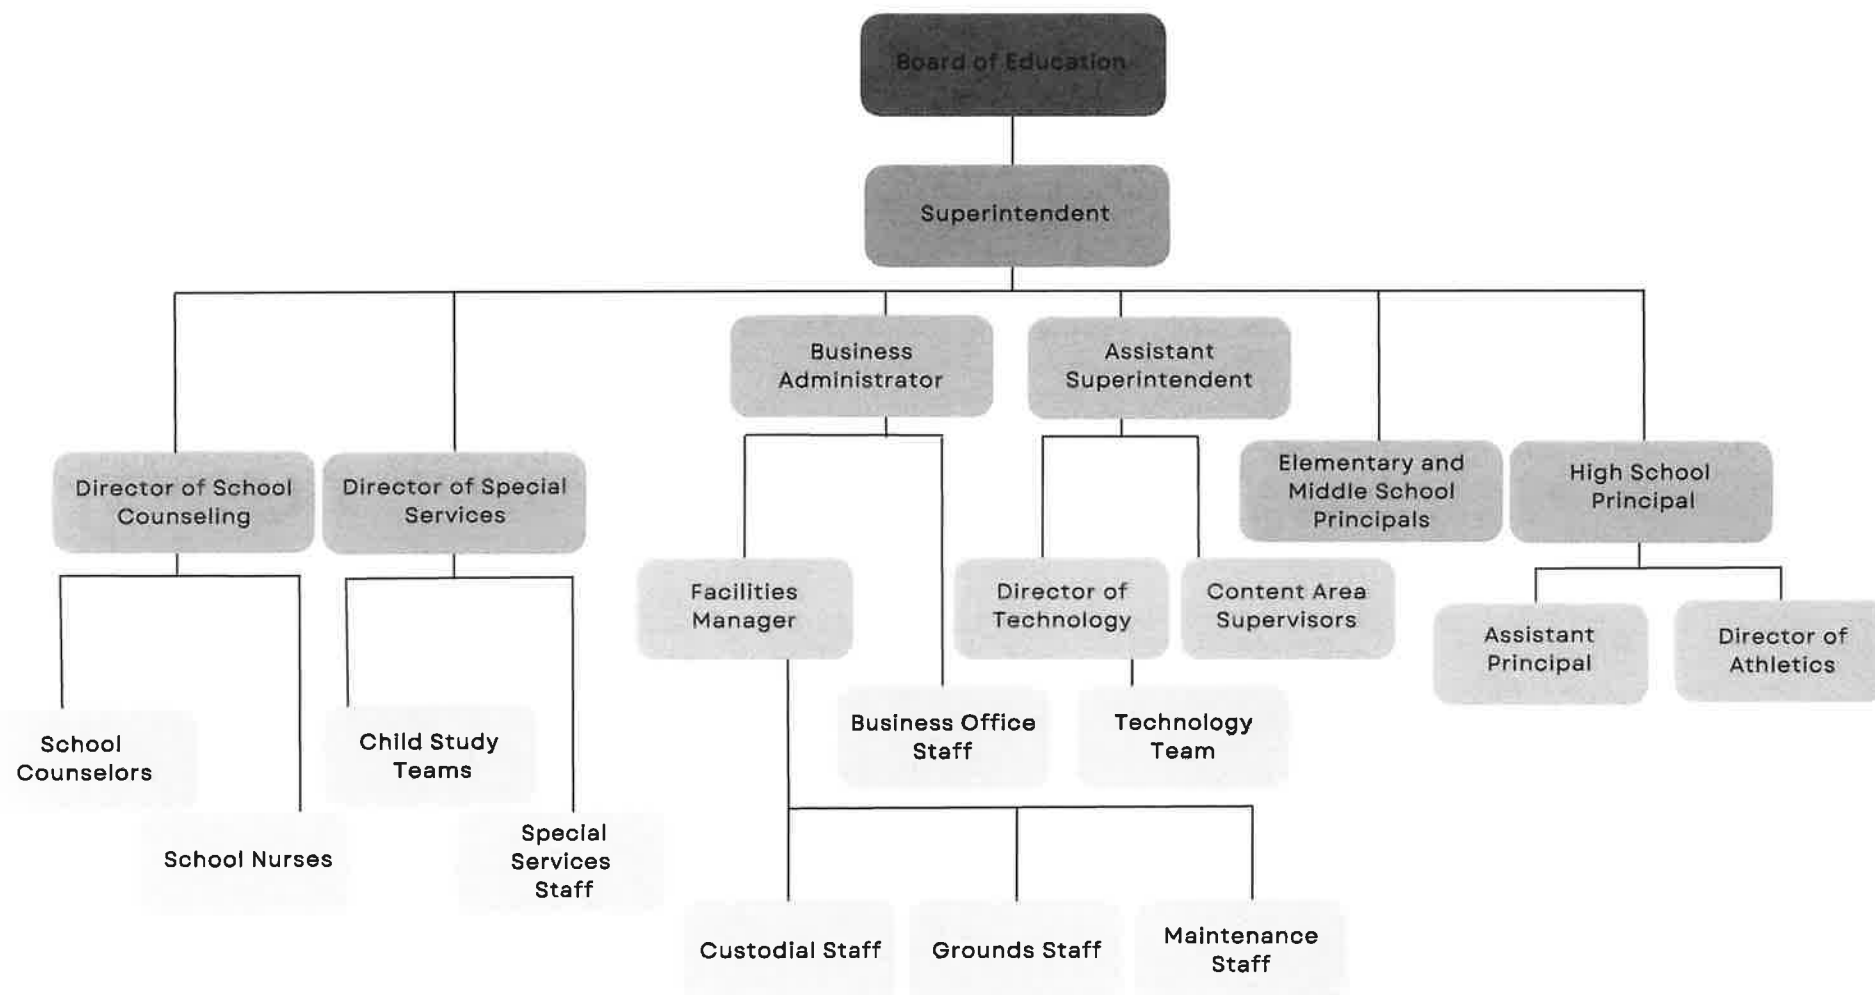 Board of Education
Superintendent
Business
Administrator
Assistant
Superintendent
Director of School
Counseling
Director of Special
Services
Elementary and
Middle School
Principals
High School
Principal
Facilities
Manager
Director of
Technology
Content Area
Supervisors
Assistant
Principal
Director of
Athletics
School
Counselors
Child Study
Teams
Business Office
Staff
Technology
Team
School Nurses
Special
Services
Staff
Custodial Staff
Grounds Staff
Maintenance
Staff